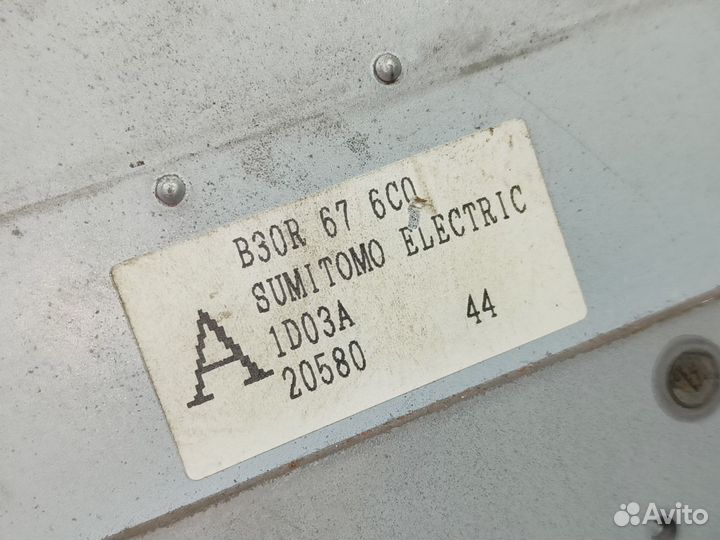 B30R 67 6C0
SUMITOMO ELECTRIC
A
1D03A 44
20580
Avito